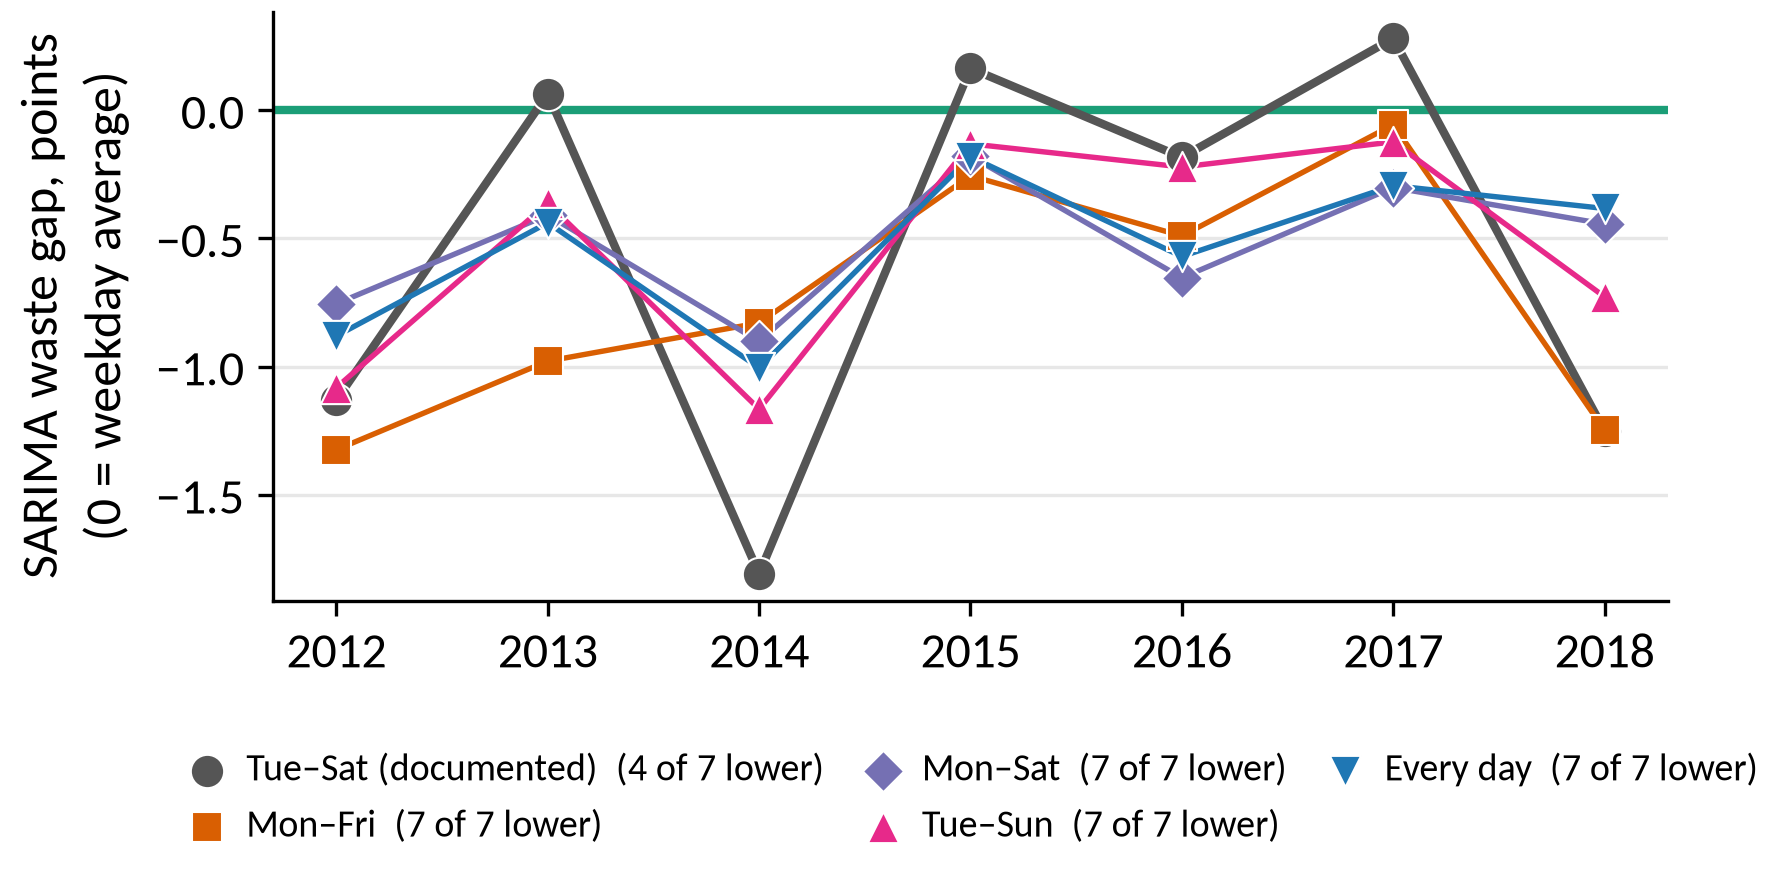 SARIMA waste gap, points
(0 = weekday average)
0.0
−0.5
−1.0
−1.5
2012 2013 2014 2015 2016 2017 2018
Tue–Sat (documented) (4 of 7 lower)
Mon–Fri (7 of 7 lower)
Mon–Sat (7 of 7 lower)
Tue–Sun (7 of 7 lower)
Every day (7 of 7 lower)